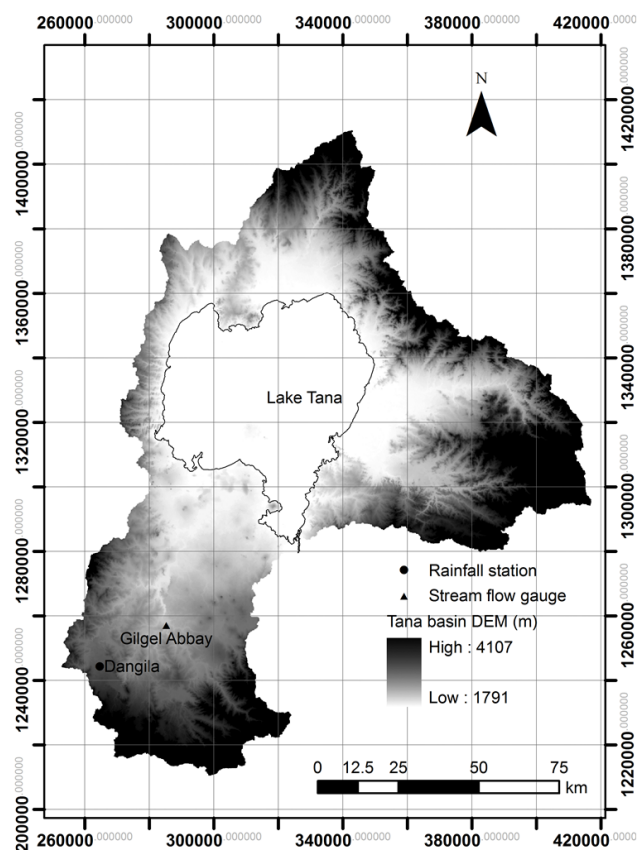 260000.000000 300000.000000 340000.000000 380000.000000 420000.000000
N
1420000.000000
1400000.000000
1380000.000000
1360000.000000
1340000.000000
Lake Tana
1320000.000000
1300000.000000
1280000.000000
Rainfall station
Stream flow gauge
1260000.000000
Tana basin DEM (m)
Gilgel Abbay
High : 4107
Dangila
Low : 1791
1240000.000000
1220000.000000
0 12.5 25 50 75
km
200000.000000
260000.000000 300000.000000 340000.000000 380000.000000 420000.000000